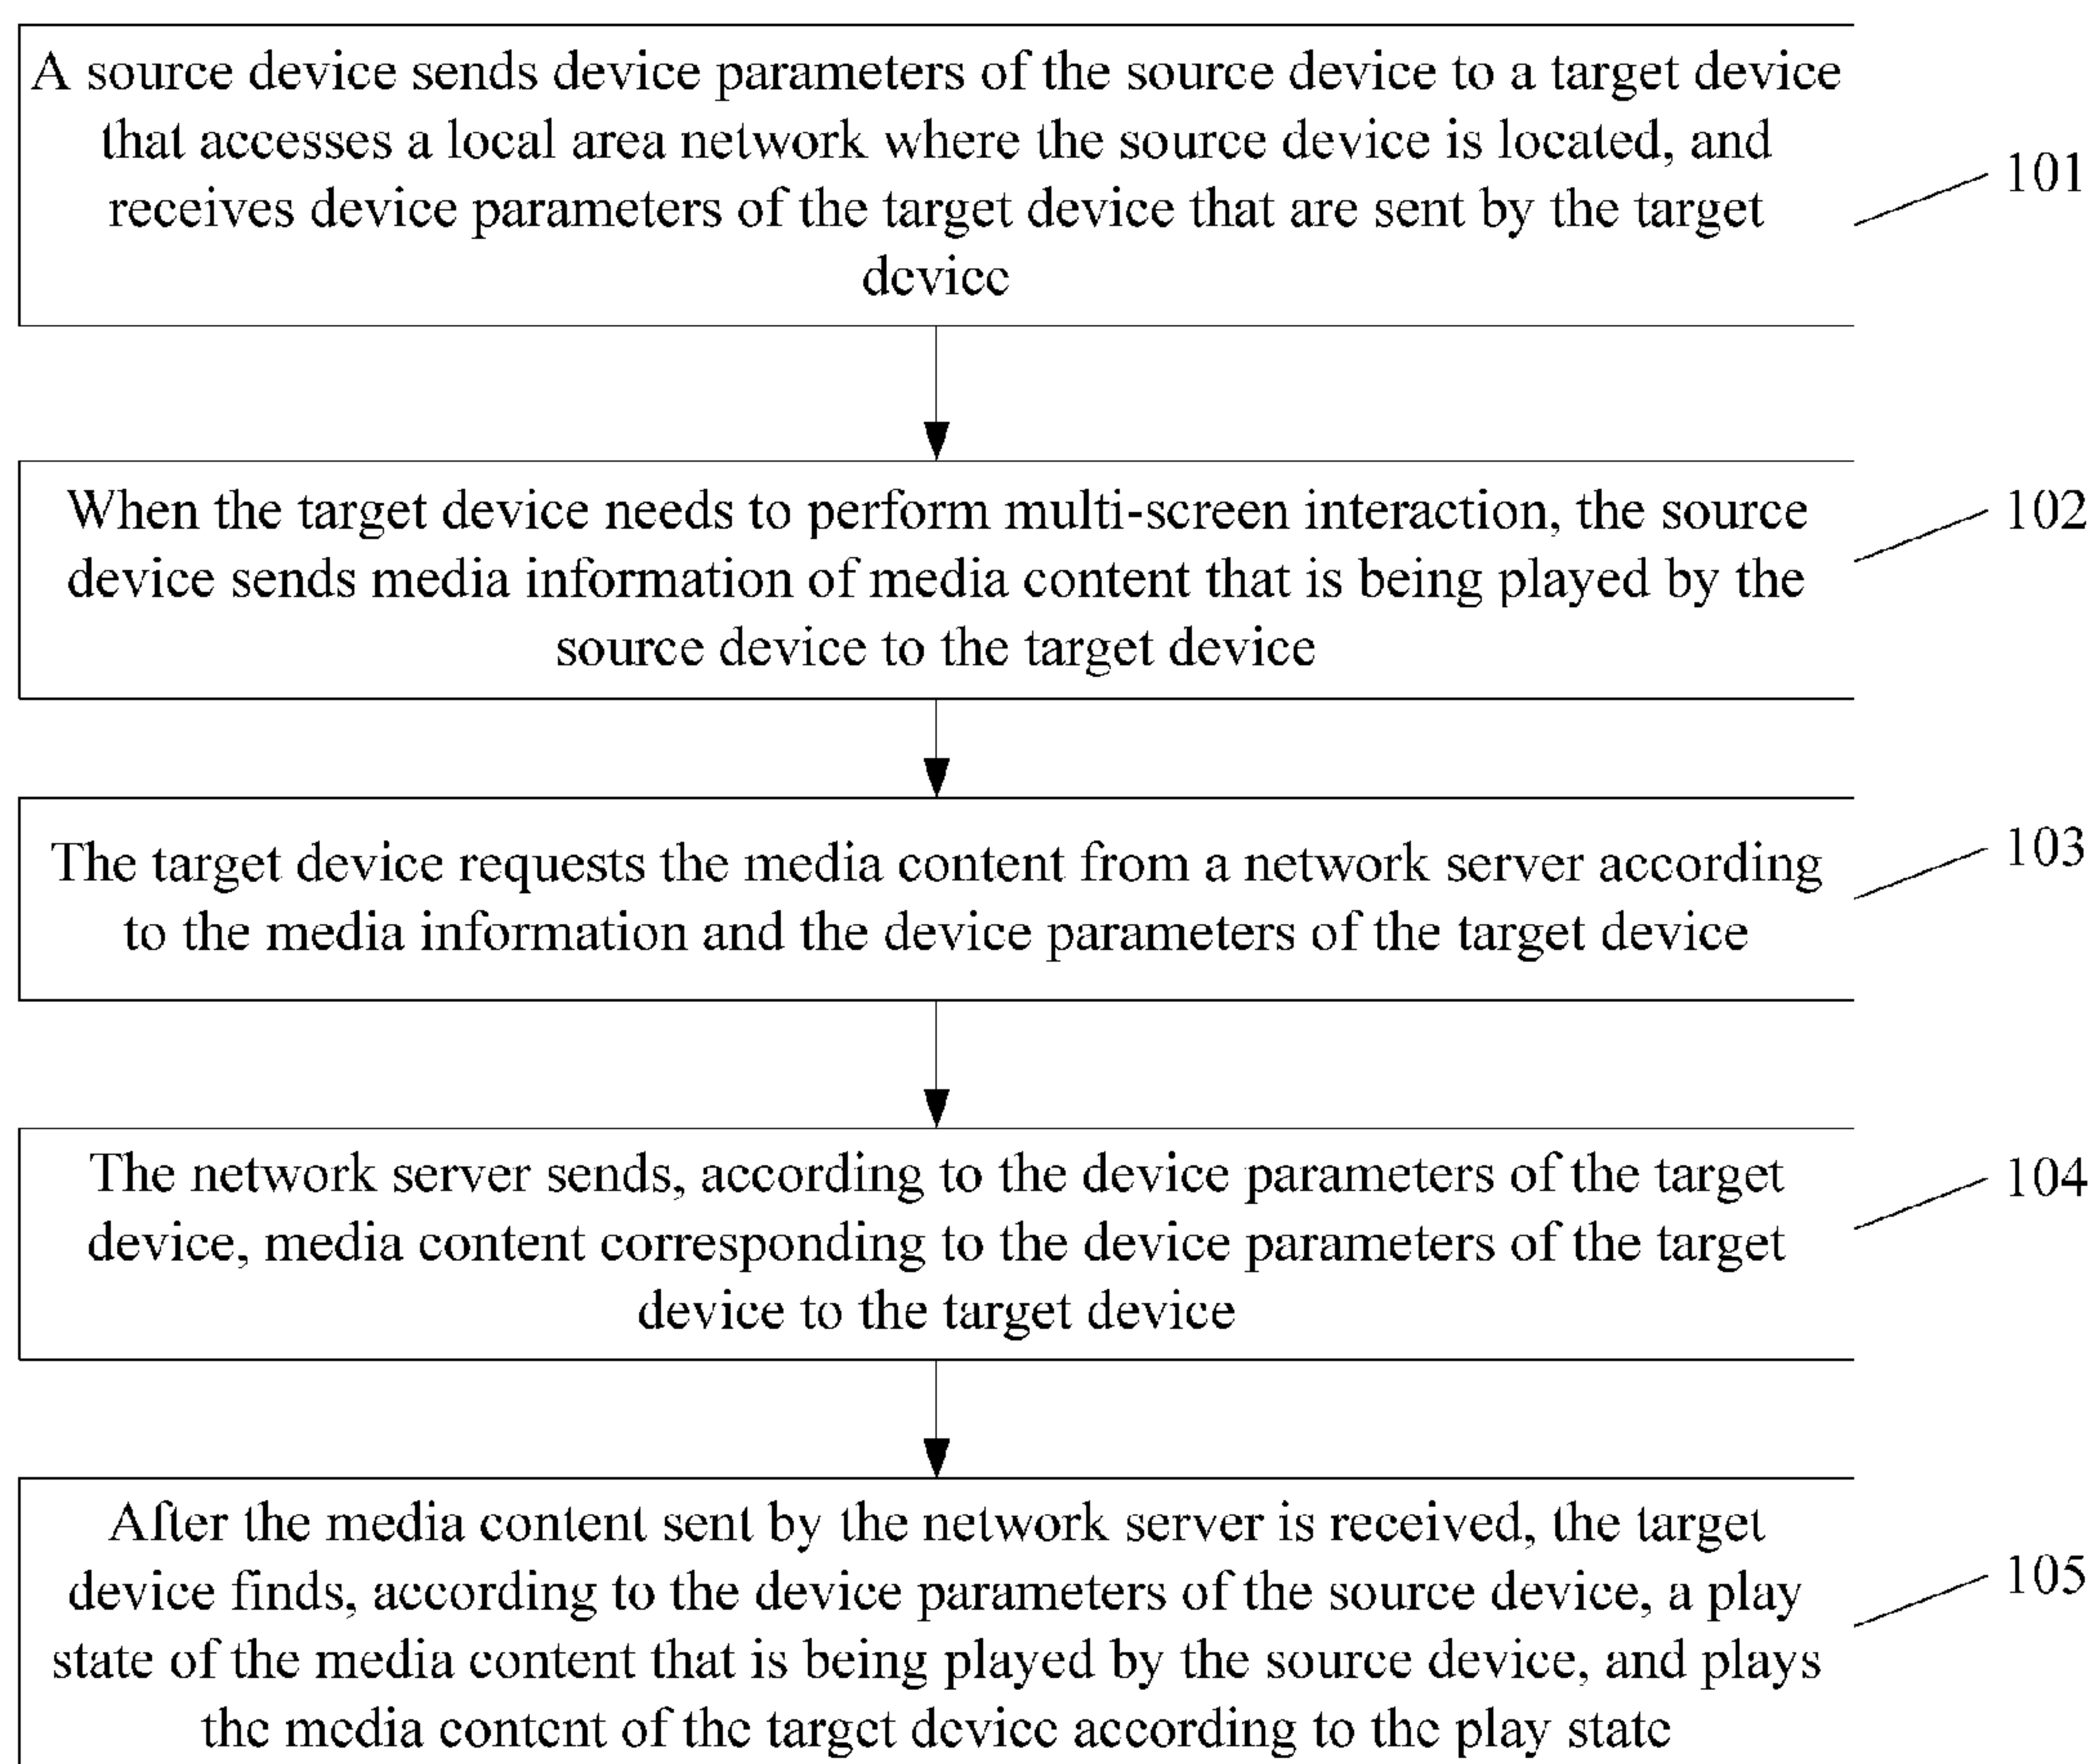 A source device sends device parameters of the source device to a target device
that accesses a local area network where the source device is located, and
receives device parameters of the target device that are sent by the target
device
101
When the target device needs to perform multi-screen interaction, the source
device sends media information of media content that is being played by the
source device to the target device
102
The target device requests the media content from a network server according
to the media information and the device parameters of the target device
103
The network server sends, according to the device parameters of the target
device, media content corresponding to the device parameters of the target
device to the target device
104
After the media content sent by the network server is received, the target
device finds, according to the device parameters of the source device, a play
state of the media content that is being played by the source device, and plays
the media content of the target device according to the play state
105